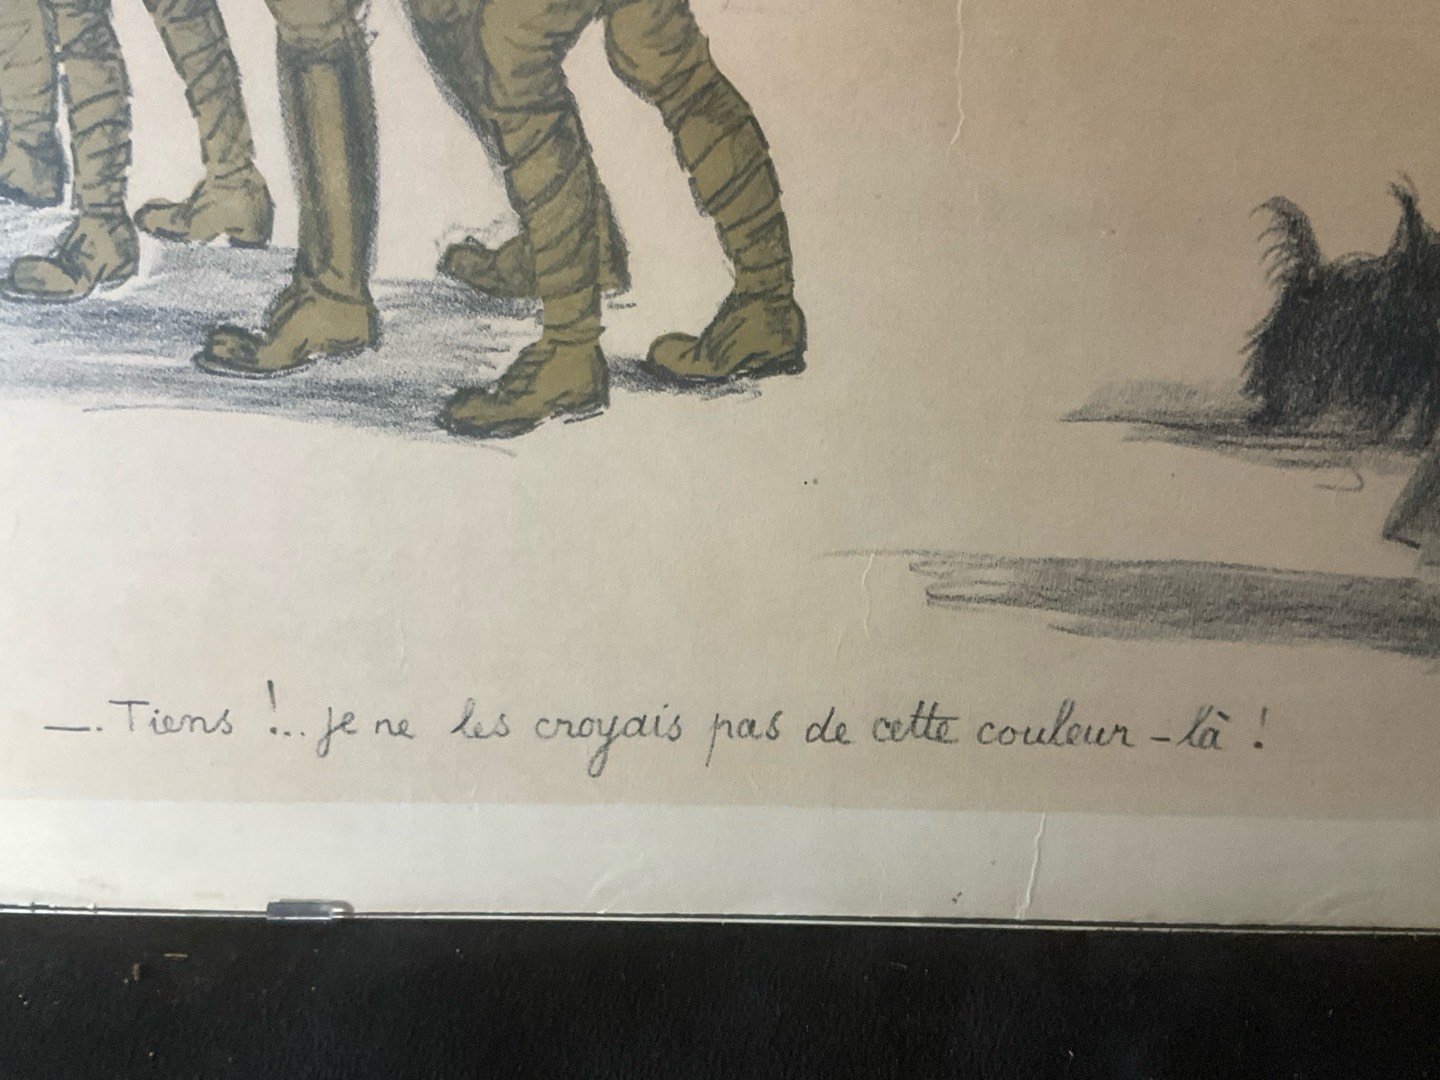 —. Tiens !.. je ne les croyais pas de cette couleur-là !